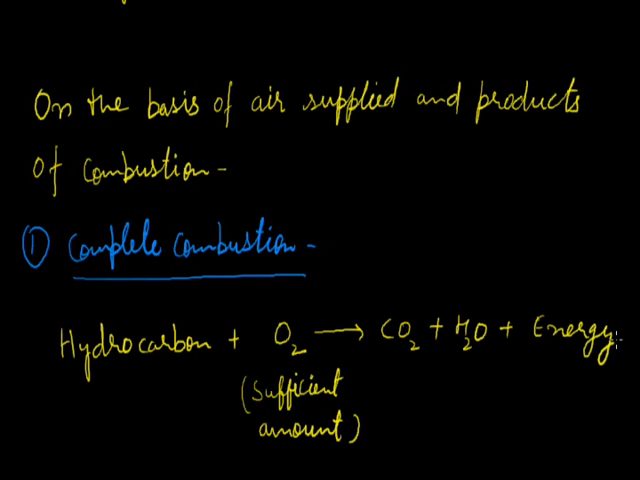 On the basis of air supplied and products
of combustion -
① Complete combustion -
Hydrocarbon + O₂ → CO₂ + H₂O + Energy
(Sufficient
amount)